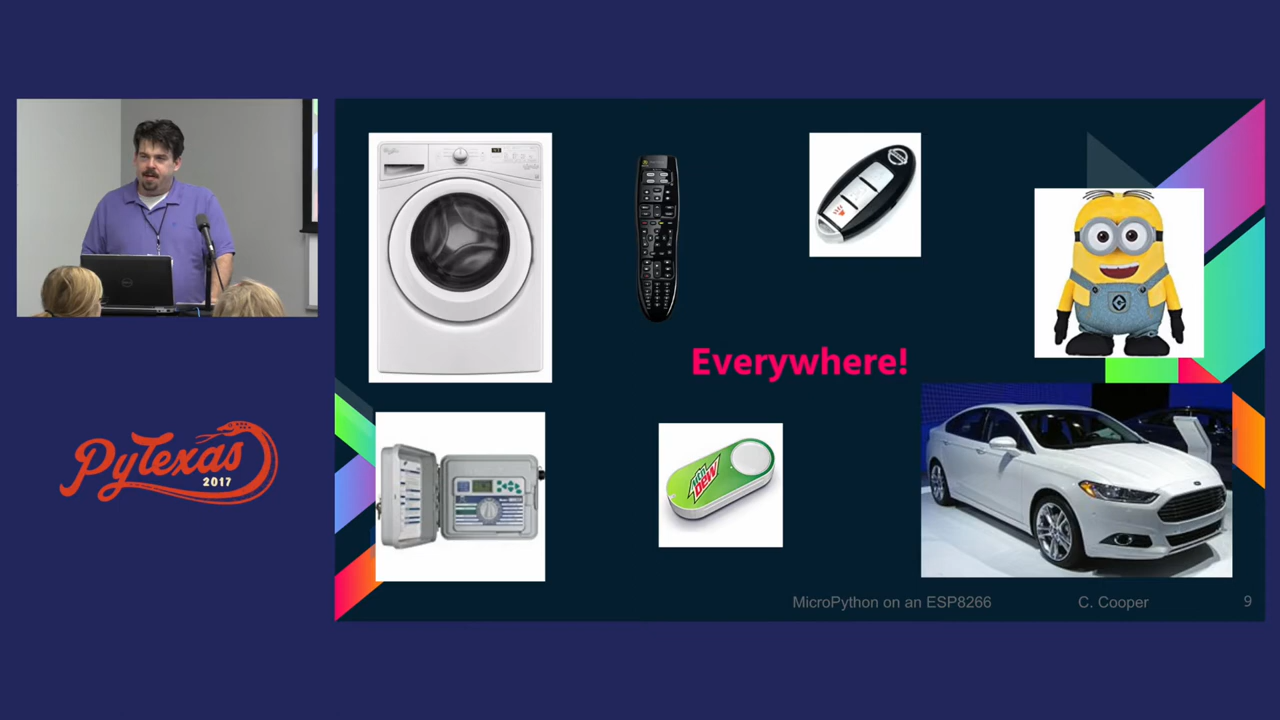 Everywhere!
Mtn
DEW
PyTexas
2017
MicroPython on an ESP8266
C. Cooper
9